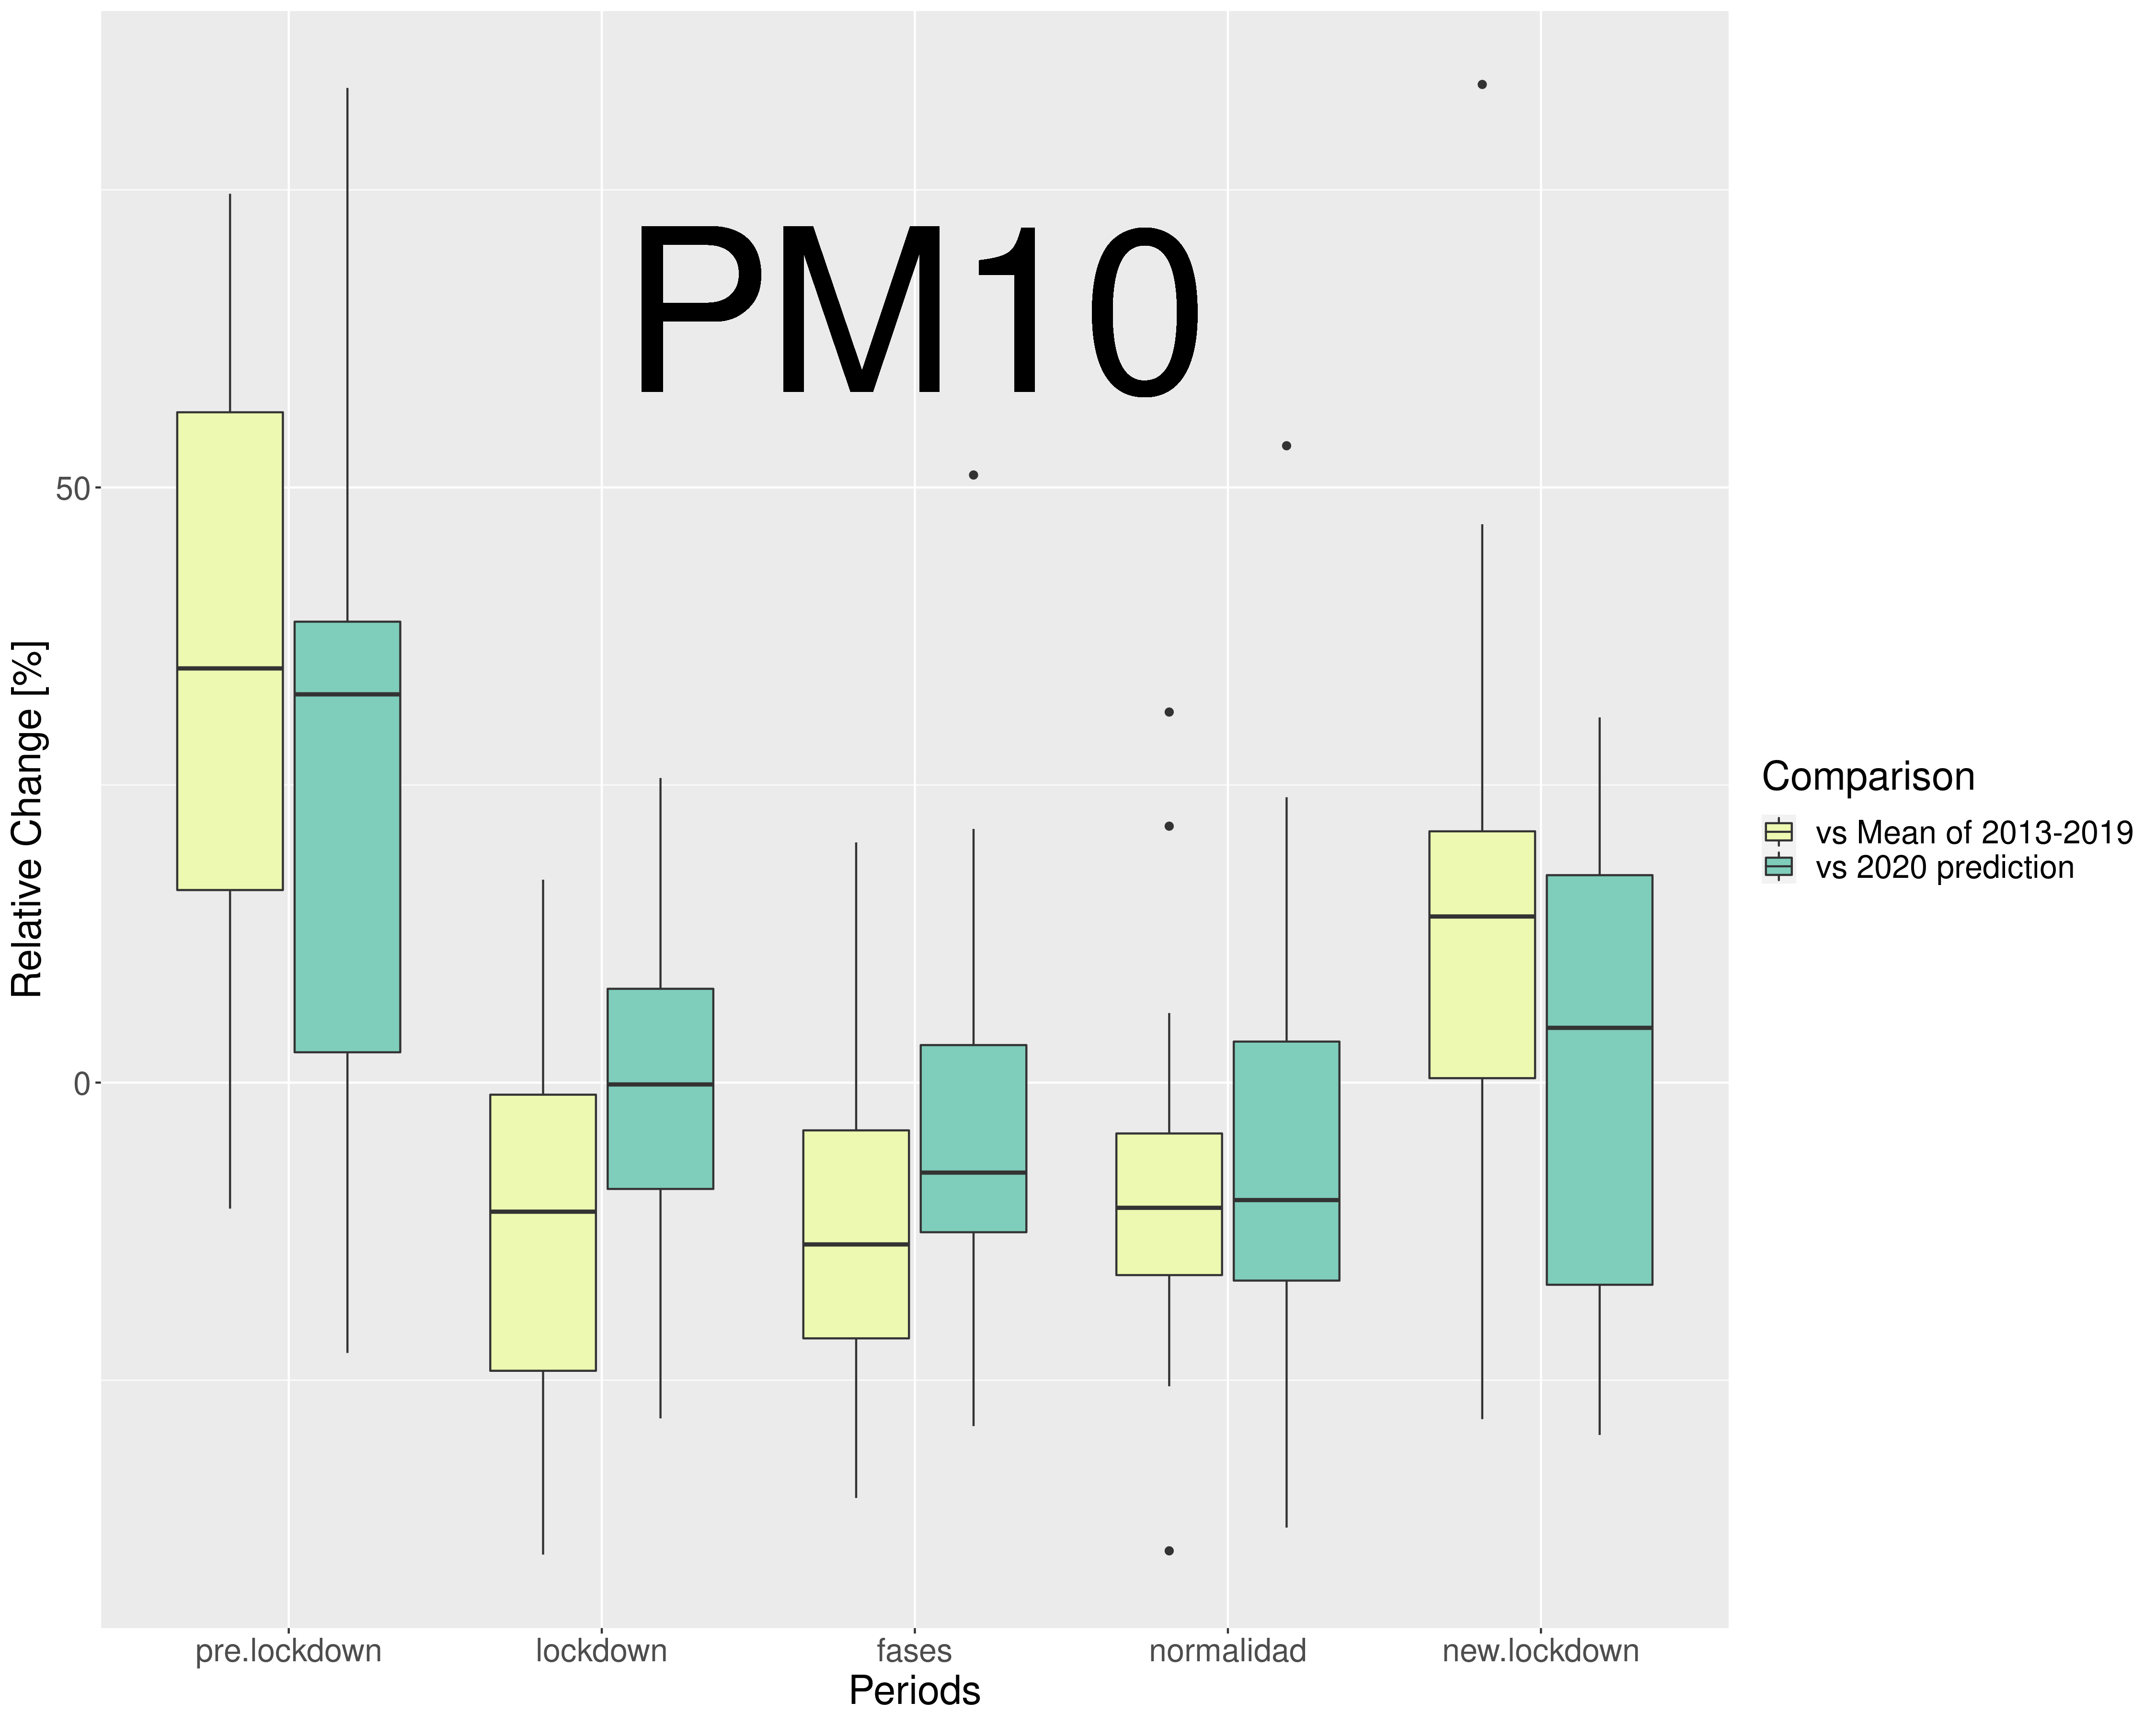 PM10
50
0
Relative Change [%]
pre.lockdown lockdown fases normalidad new.lockdown
Periods
Comparison
vs Mean of 2013-2019
vs 2020 prediction